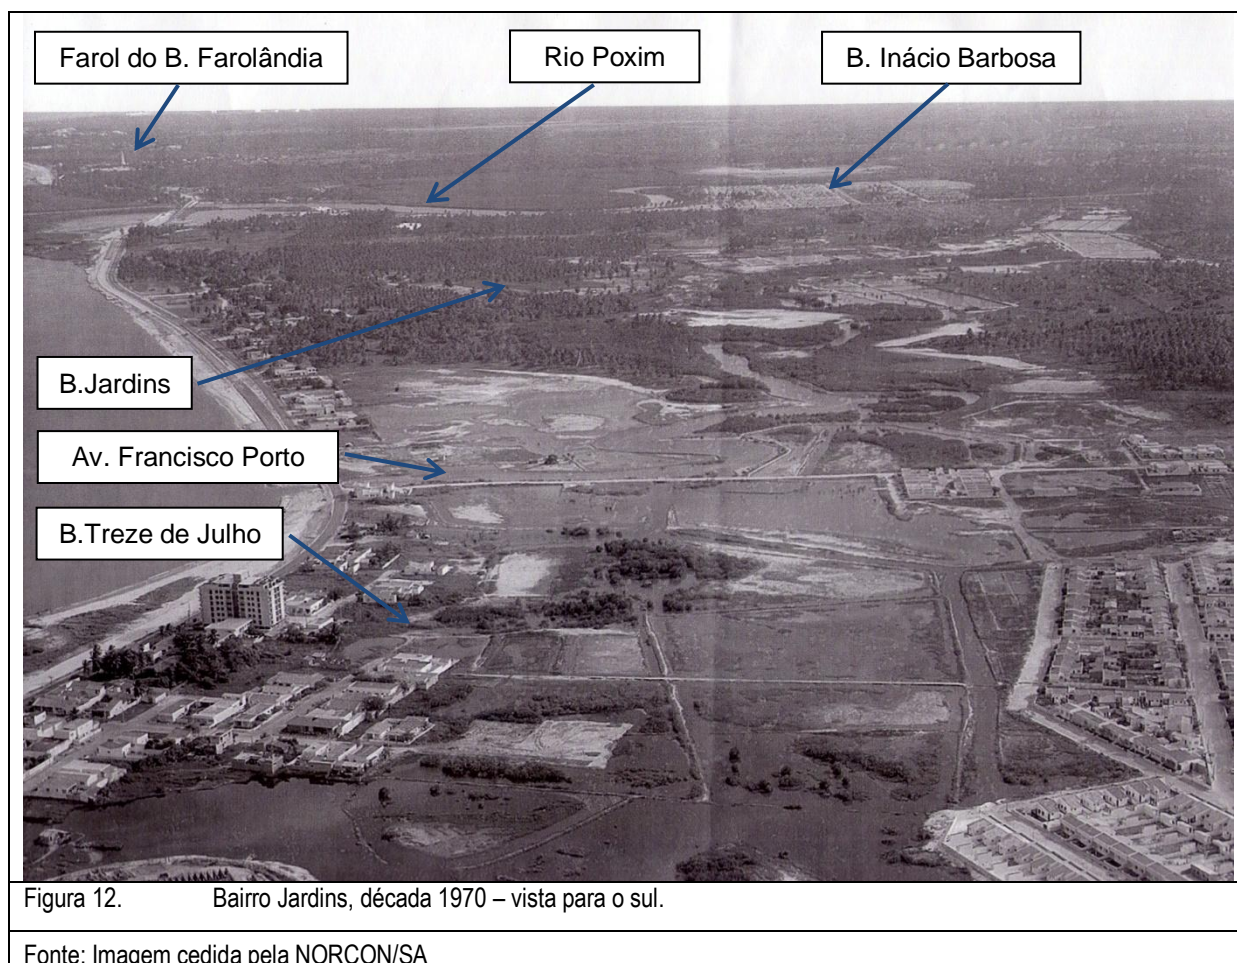 Farol do B. Farolândia
Rio Poxim
B. Inácio Barbosa
B.Jardins
Av. Francisco Porto
B.Treze de Julho
Figura 12. Bairro Jardins, década 1970 – vista para o sul.
Fonte: Imagem cedida pela NORCON/SA